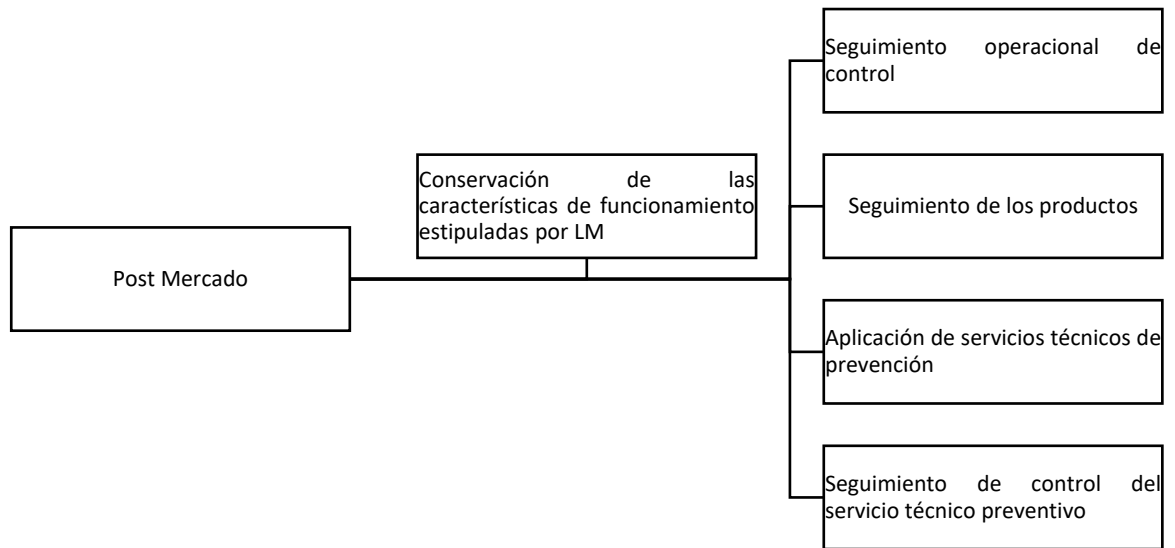 Post Mercado
Conservación de las
características de funcionamiento
estipuladas por LM
Seguimiento operacional de
control
Seguimiento de los productos
Aplicación de servicios técnicos de
prevención
Seguimiento de control del
servicio técnico preventivo